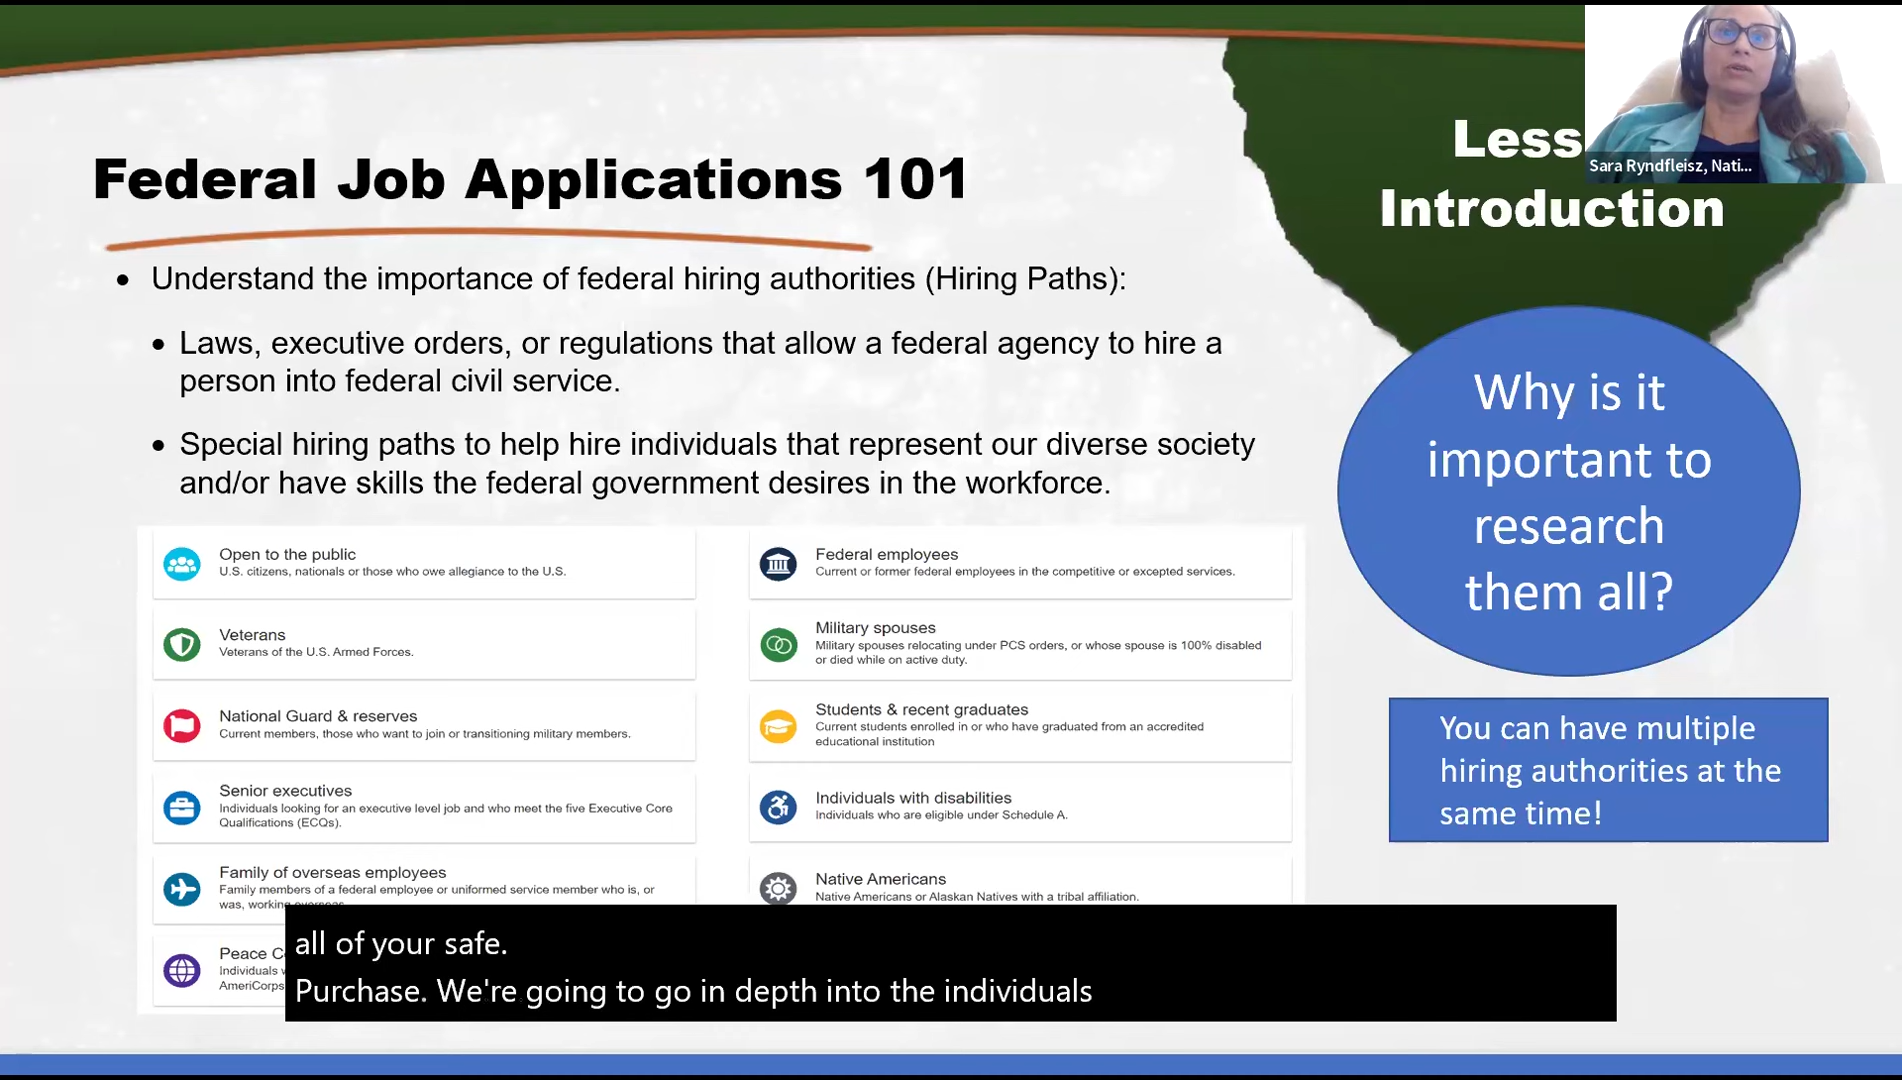 Federal Job Applications 101
Less
Introduction
Sara Ryndfleisz, Nati...
• Understand the importance of federal hiring authorities (Hiring Paths):
• Laws, executive orders, or regulations that allow a federal agency to hire a
person into federal civil service.
• Special hiring paths to help hire individuals that represent our diverse society
and/or have skills the federal government desires in the workforce.
Open to the public
U.S. citizens, nationals or those who owe allegiance to the U.S.
Veterans
Veterans of the U.S. Armed Forces.
National Guard & reserves
Current members, those who want to join or transitioning military members.
Senior executives
Individuals looking for an executive level job and who meet the five Executive Core
Qualifications (ECQs).
Family of overseas employees
Family members of a federal employee or uniformed service member who is, or
was, working overseas.
Peace C
Individuals
AmeriCorps
Federal employees
Current or former federal employees in the competitive or excepted services.
Military spouses
Military spouses relocating under PCS orders, or whose spouse is 100% disabled
or died while on active duty.
Students & recent graduates
Current students enrolled in or who have graduated from an accredited
educational institution
Individuals with disabilities
Individuals who are eligible under Schedule A.
Native Americans
Native Americans or Alaskan Natives with a tribal affiliation.
Why is it
important to
research
them all?
You can have multiple
hiring authorities at the
same time!
all of your safe.
Purchase. We're going to go in depth into the individuals